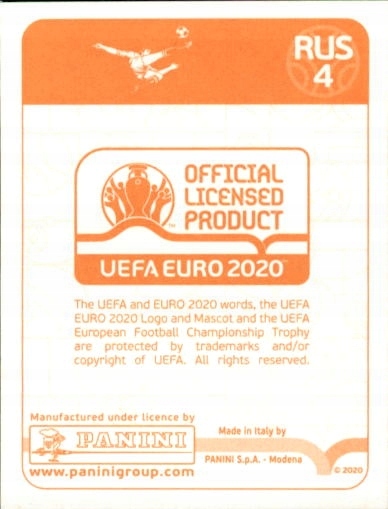 RUS
4
OFFICIAL
LICENSED
PRODUCT
™
UEFA EURO 2020™
The UEFA and EURO 2020 words, the UEFA
EURO 2020 Logo and Mascot and the UEFA
European Football Championship Trophy
are protected by trademarks and/or
copyright of UEFA. All rights reserved.
Manufactured under licence by
PANINI
www.paninigroup.com
Made in Italy by
PANINI S.p.A. - Modena
© 2020